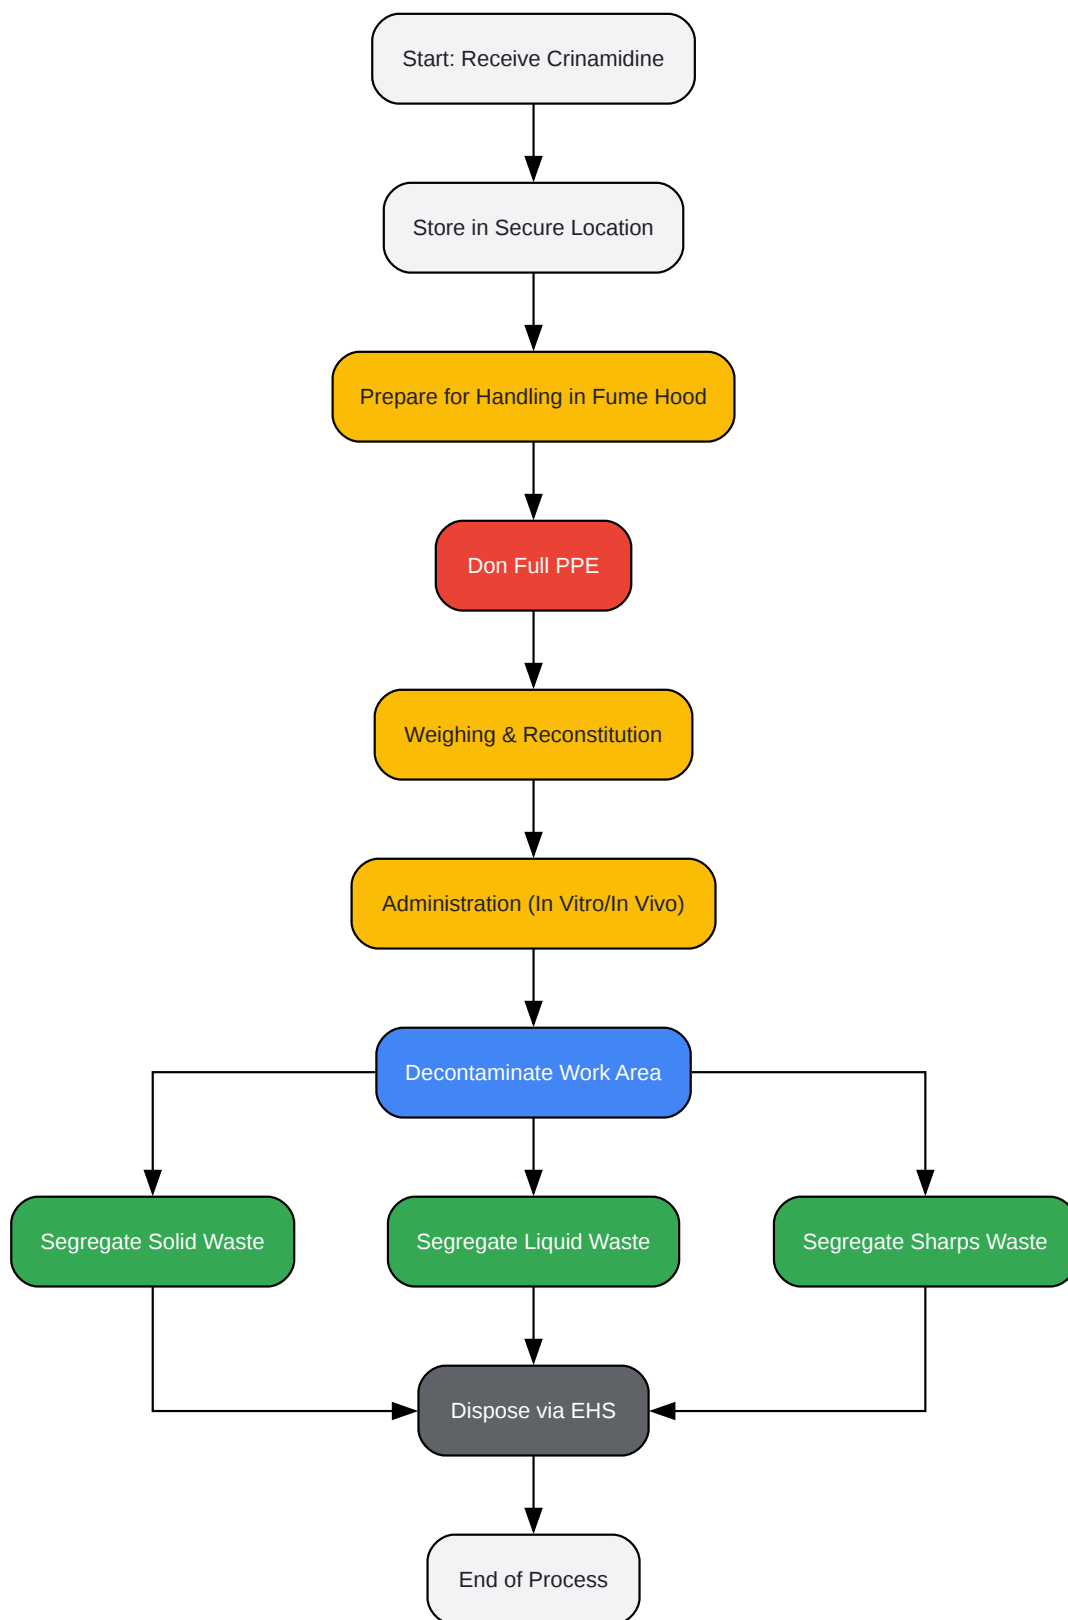 Start: Receive Crinamidine
Store in Secure Location
Prepare for Handling in Fume Hood
Don Full PPE
Weighing & Reconstitution
Administration (In Vitro/In Vivo)
Decontaminate Work Area
Segregate Solid Waste
Segregate Liquid Waste
Segregate Sharps Waste
Dispose via EHS
End of Process